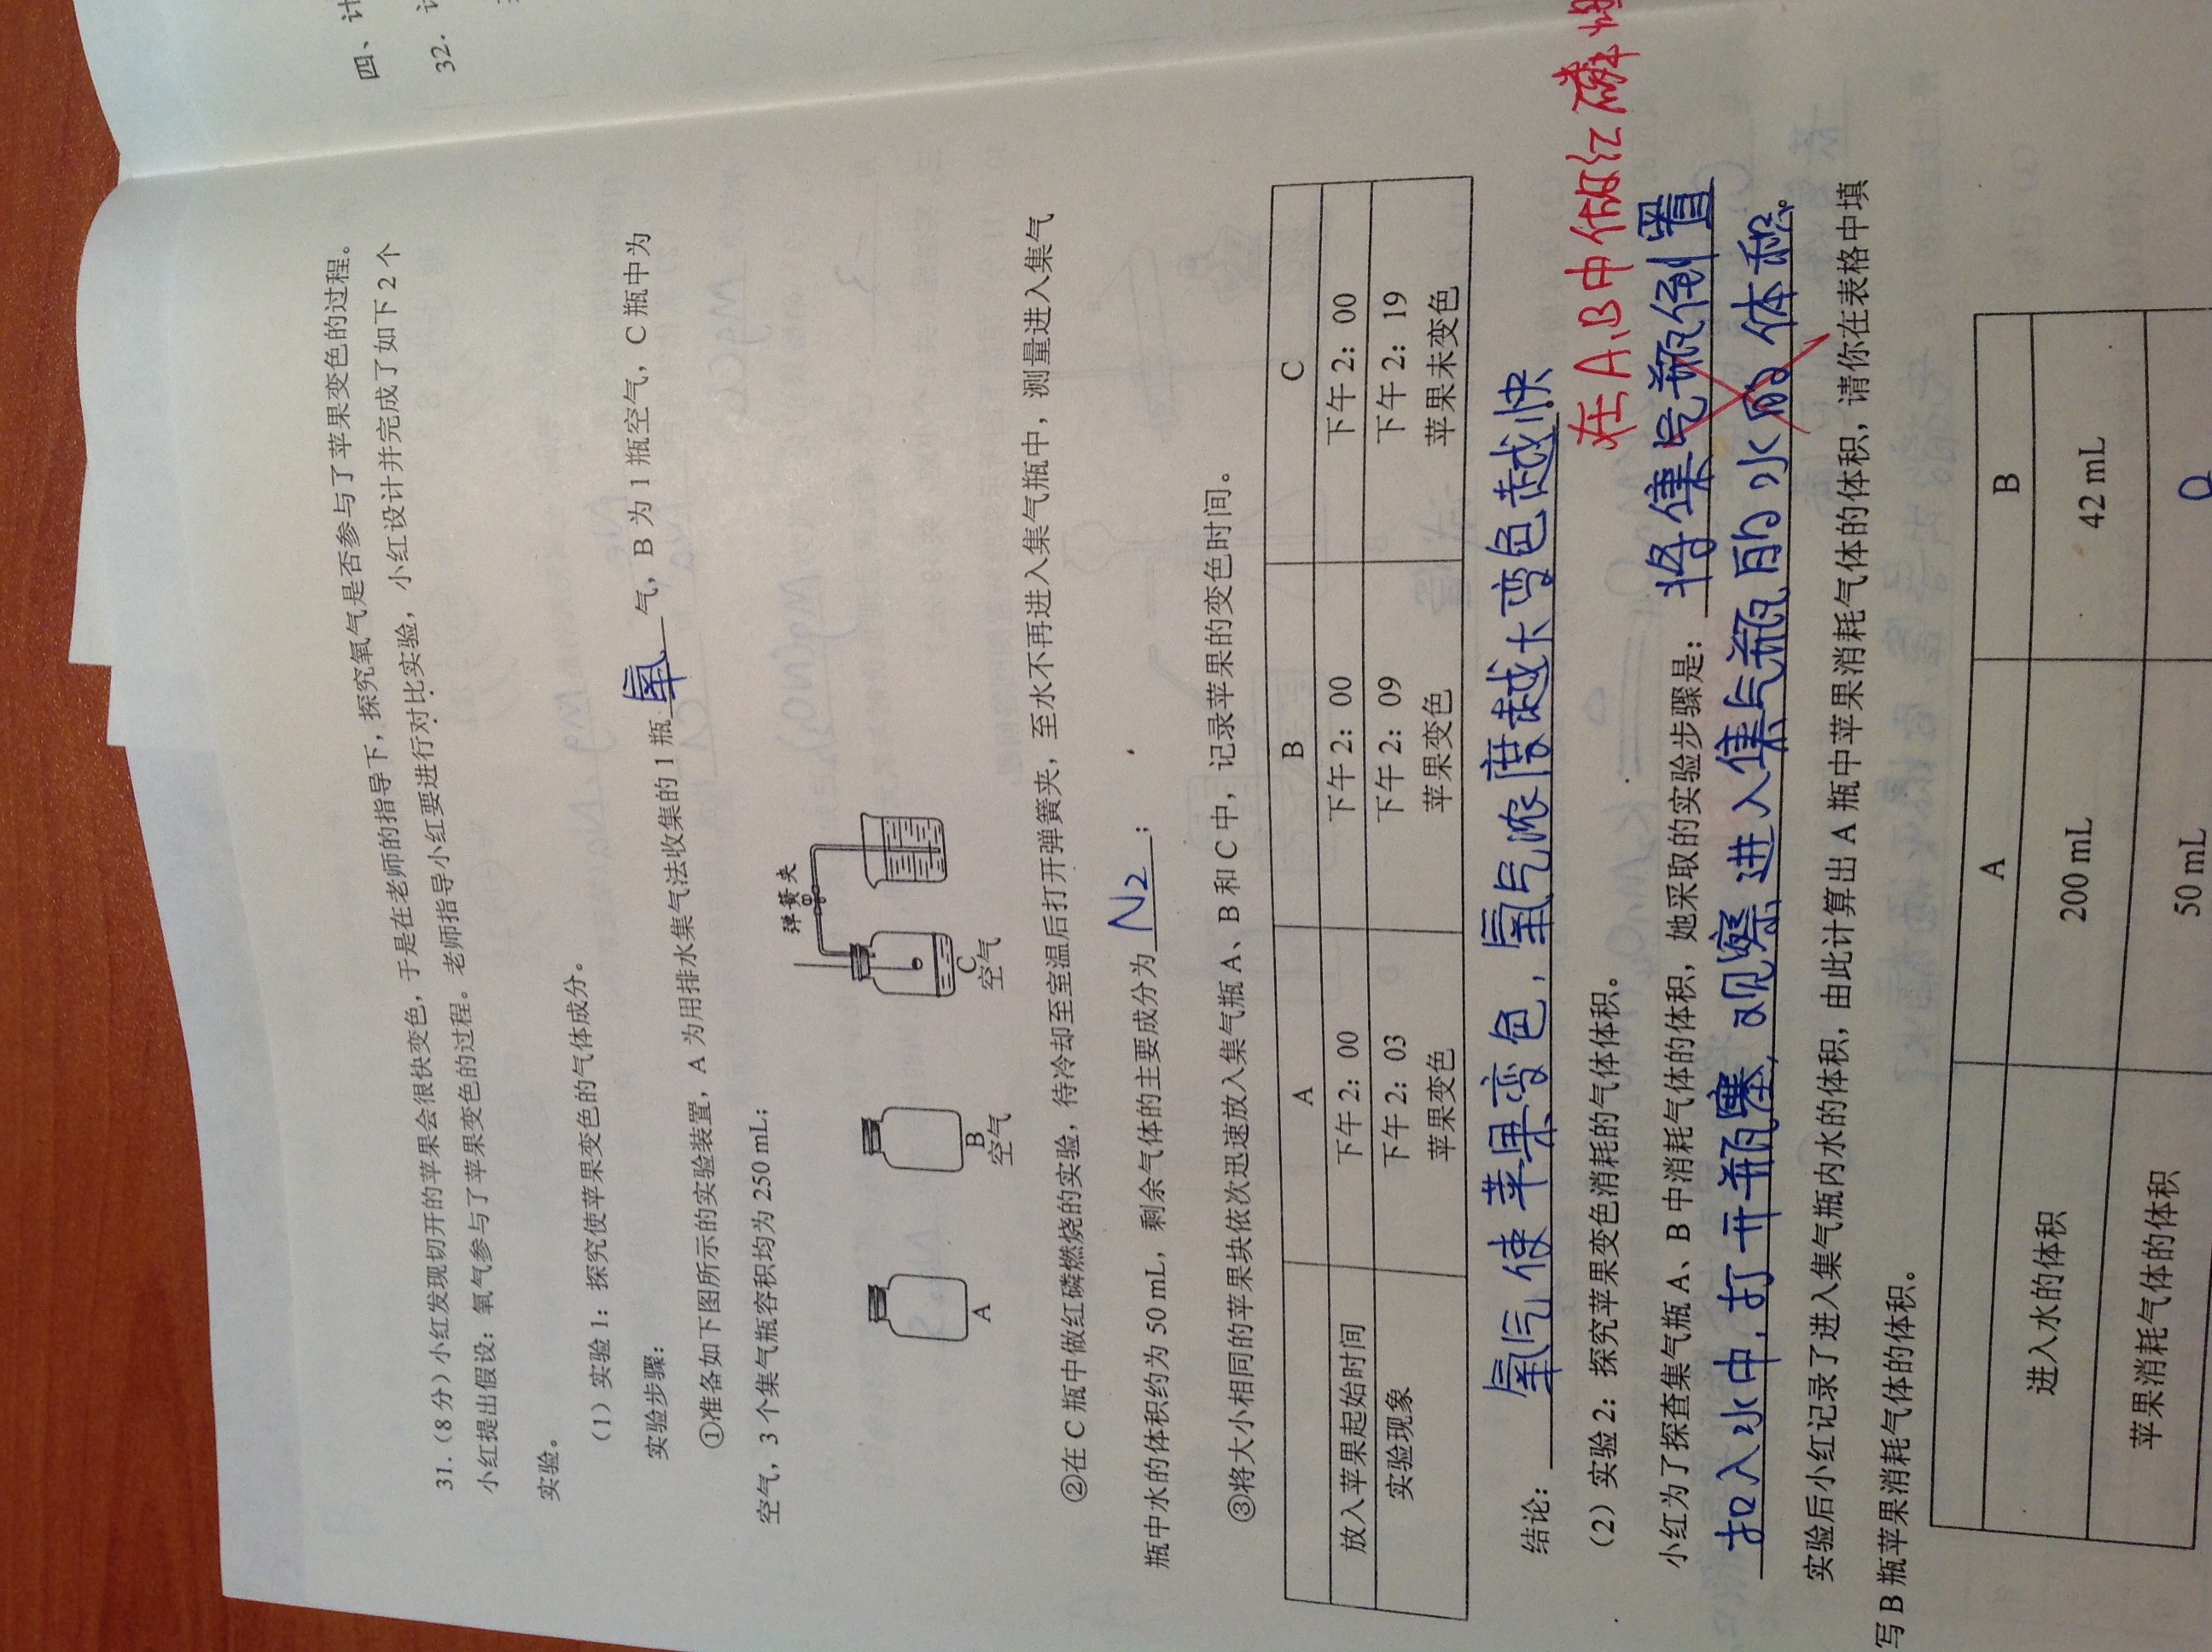 31.（8 分）小红发现切开的苹果会很快变色，于是在老师的指导下，探究氧气是否参与了苹果变色的过程。
小红提出假设：氧气参与了苹果变色的过程。老师指导小红要进行对比实验，小红设计并完成了如下 2 个
实验。
（1）实验 1：探究使苹果变色的气体成分。
实验步骤：
①准备如下图所示的实验装置，A 为用排水集气法收集的 1 瓶 氧 气，B 为 1 瓶空气，C 瓶中为
空气，3 个集气瓶容积均为 250 mL；
弹簧夹
A
B
空气
C
空气
②在 C 瓶中做红磷燃烧的实验，待冷却至室温后打开弹簧夹，至水不再进入集气瓶中，测量进入集气
瓶中水的体积约为 50 mL，剩余气体的主要成分为 N2 ；
③将大小相同的苹果块依次迅速放入集气瓶 A、B 和 C 中，记录苹果的变色时间。
A B C
放入苹果起始时间 下午 2：00 下午 2：00 下午 2：00
实验现象 下午 2：03 下午 2：09 下午 2：19
苹果变色 苹果变色 苹果未变色
结论：氧气使苹果变色，氧气浓度越大变色越快
（2）实验 2：探究苹果变色消耗的气体体积。
在A、B中做红磷
小红为了探查集气瓶 A、B 中消耗气体的体积，她采取的实验步骤是：将集气瓶倒置
扣入水中，打开瓶塞，观察进入集气瓶的水的体积。
实验后小红记录了进入集气瓶内水的体积，由此计算出 A 瓶中苹果消耗气体的体积，请你在表格中填
写 B 瓶苹果消耗气体的体积。
A B
进入水的体积 200 mL 42 mL
苹果消耗气体的体积 50 mL
四、计
32.